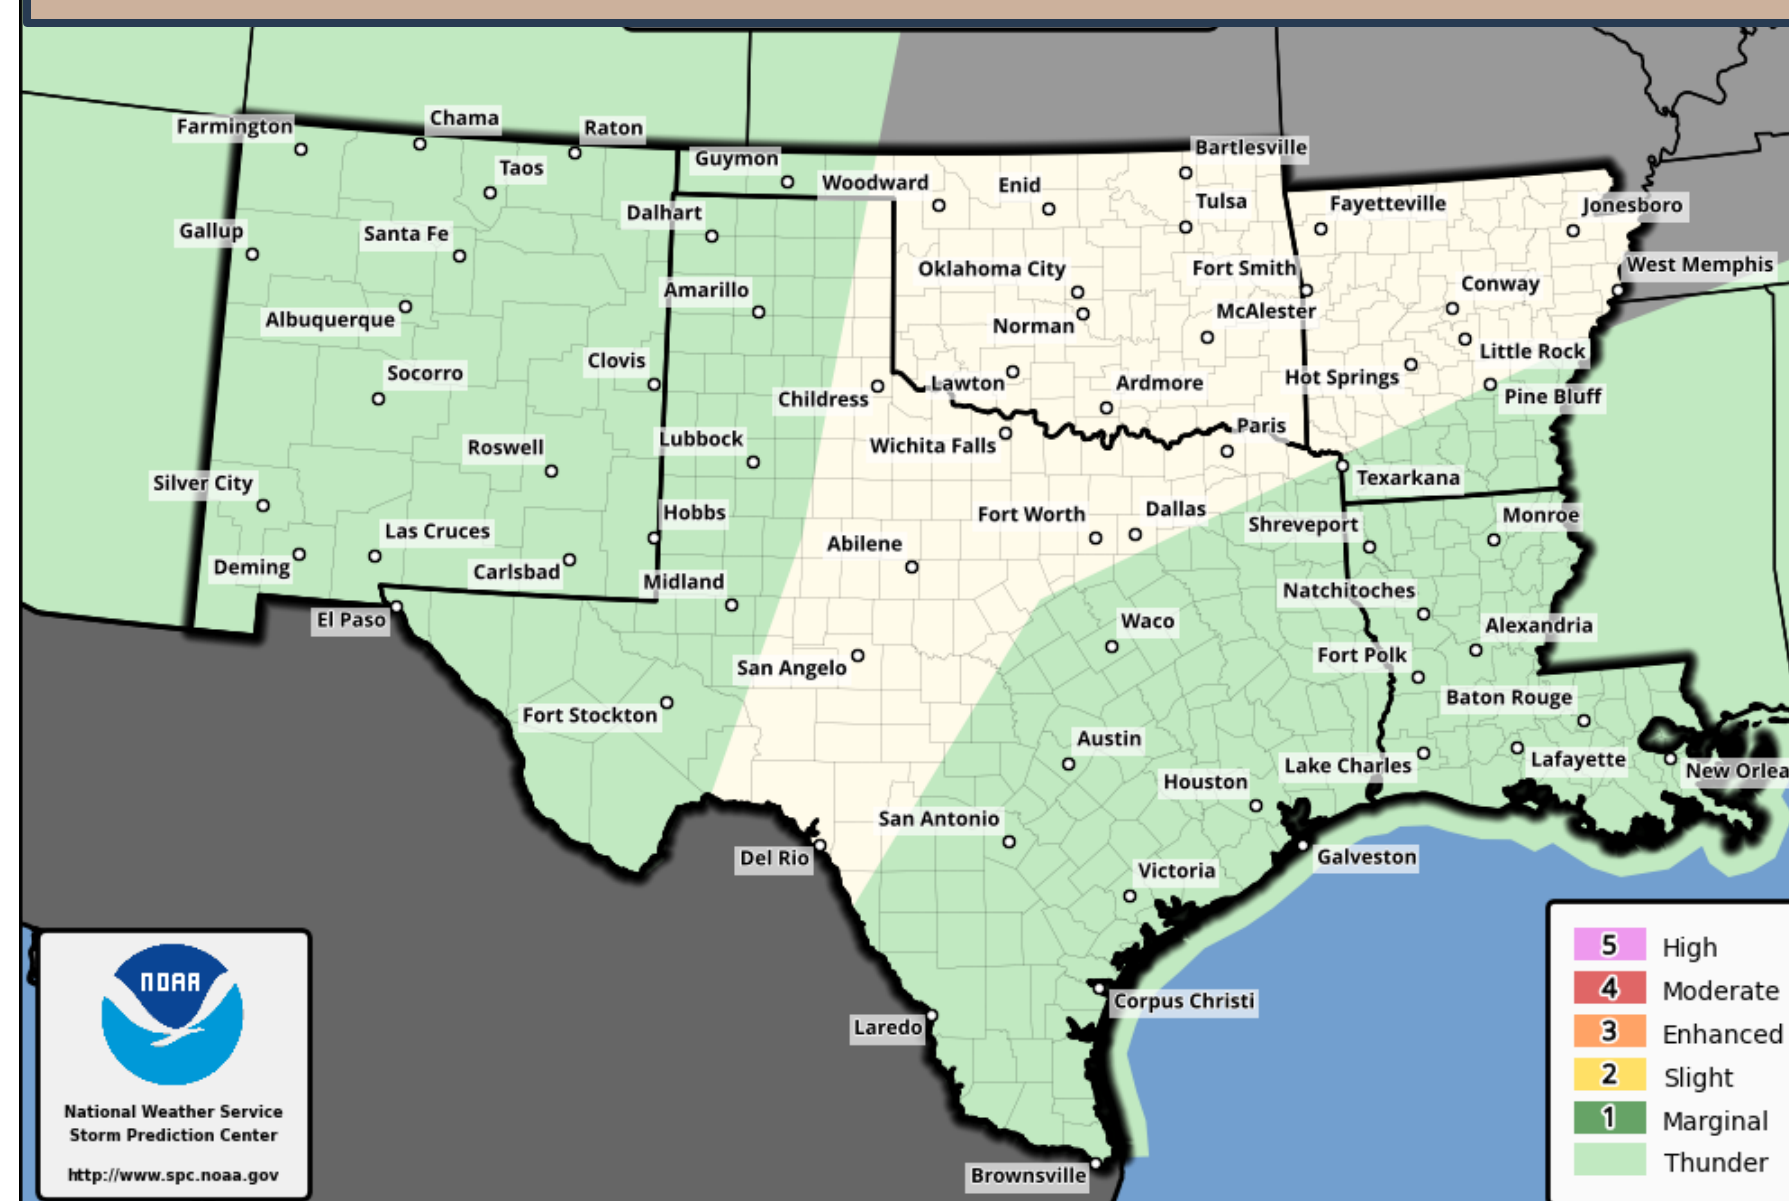 Farmington
Chama
Raton
Taos
Guymon
Woodward
Enid
Bartlesville
Tulsa
Fayetteville
Jonesboro
Gallup
Santa Fe
Dalhart
Oklahoma City
Fort Smith
West Memphis
Amarillo
Conway
Albuquerque
Norman
McAlester
Socorro
Clovis
Childress
Lawton
Ardmore
Hot Springs
Little Rock
Pine Bluff
Roswell
Lubbock
Wichita Falls
Paris
Silver City
Texarkana
Las Cruces
Hobbs
Fort Worth
Dallas
Shreveport
Monroe
Deming
Carlsbad
Midland
Abilene
Natchitoches
El Paso
Waco
Alexandria
San Angelo
Fort Polk
Fort Stockton
Baton Rouge
Austin
Houston
Lake Charles
Lafayette
New Orlea
San Antonio
Del Rio
Galveston
Victoria
Corpus Christi
Laredo
Brownsville
NOAA
National Weather Service
Storm Prediction Center
http://www.spc.noaa.gov
5 High
4 Moderate
3 Enhanced
2 Slight
1 Marginal
Thunder